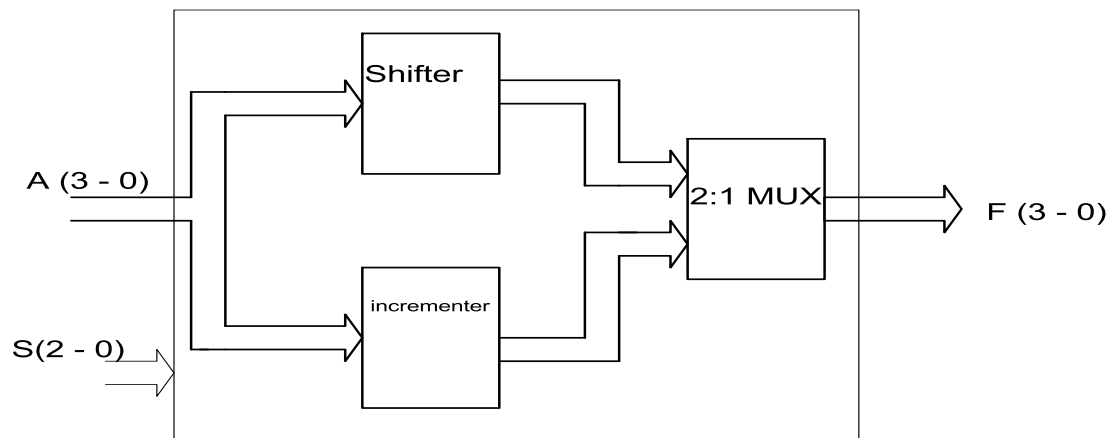 Shifter
A (3 - 0)
2:1 MUX
F (3 - 0)
incrementer
S(2 - 0)